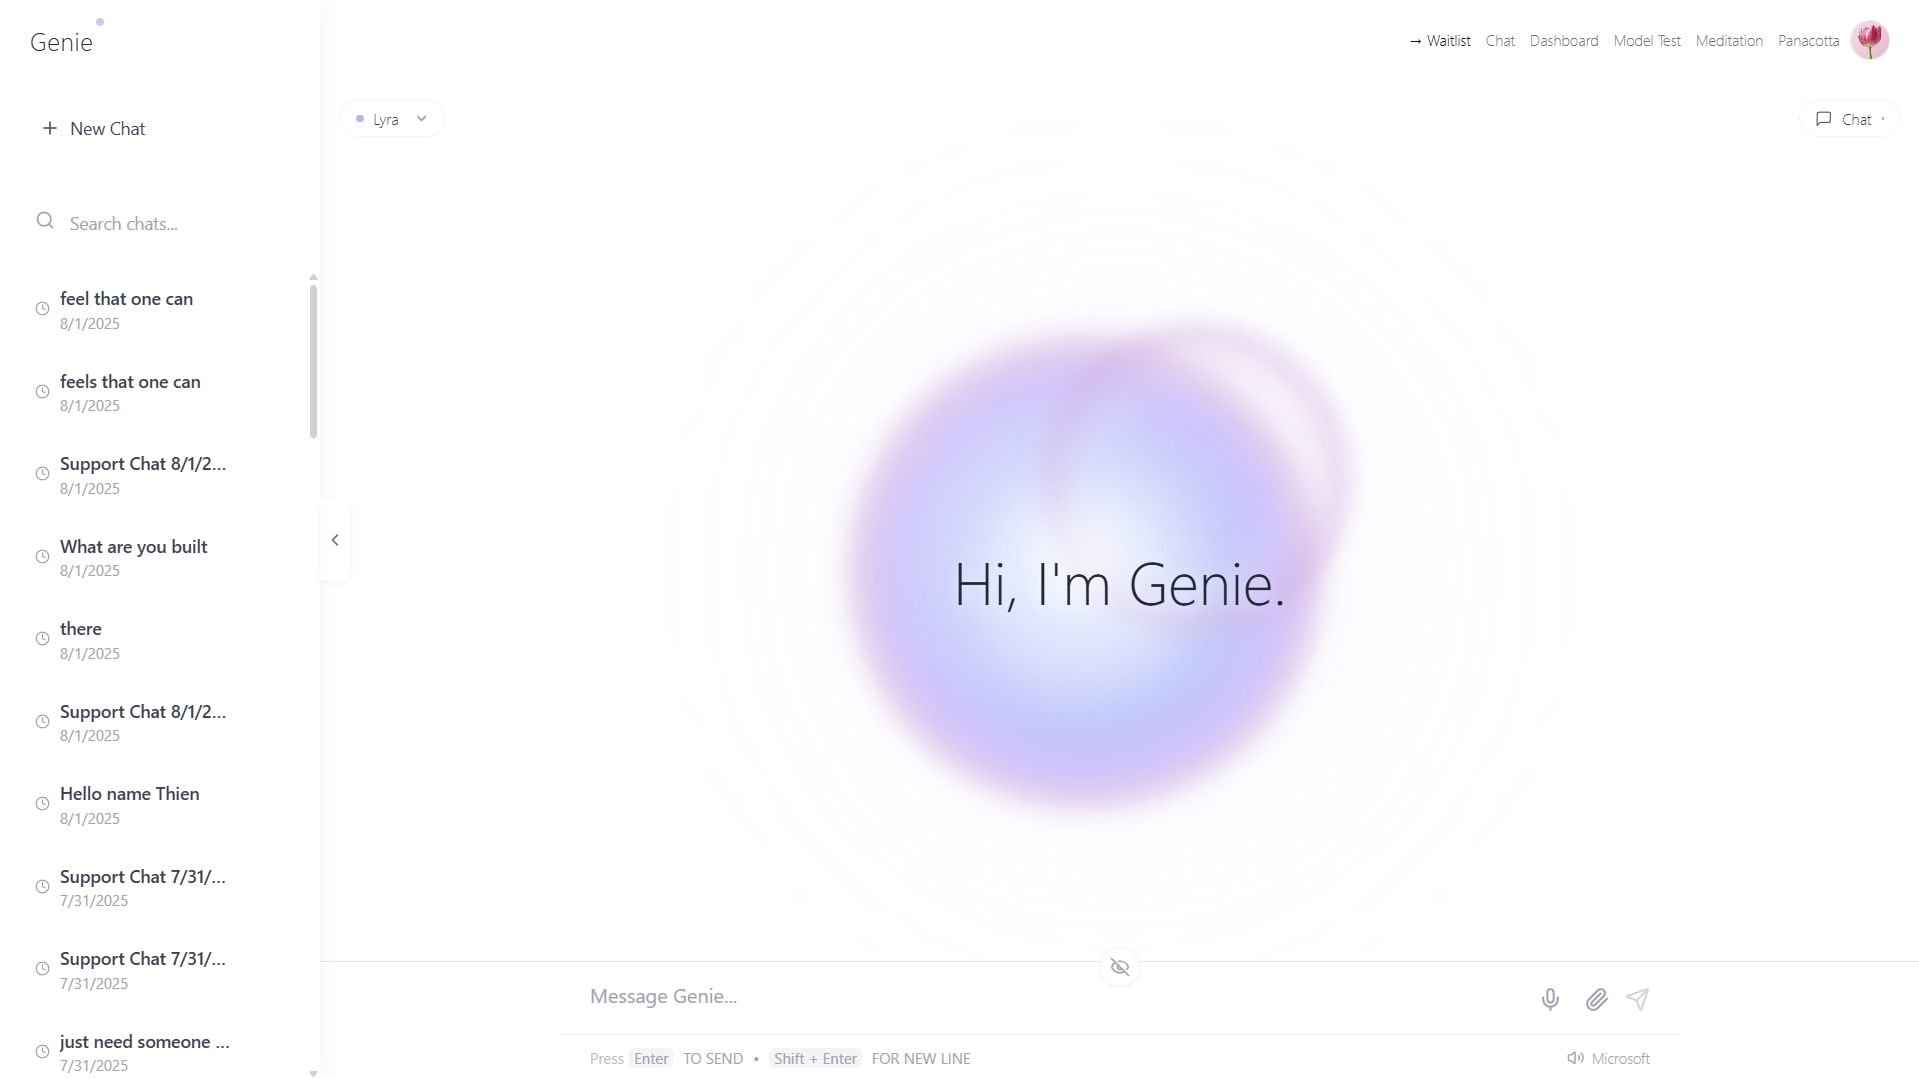 Genie
→ Waitlist Chat Dashboard Model Test Meditation Panacotta
New Chat
Search chats...
feel that one can
8/1/2025
feels that one can
8/1/2025
Support Chat 8/1/2...
8/1/2025
What are you built
8/1/2025
there
8/1/2025
Support Chat 8/1/2...
8/1/2025
Hello name Thien
8/1/2025
Support Chat 7/31/...
7/31/2025
Support Chat 7/31/...
7/31/2025
just need someone ...
7/31/2025
Lyra
Chat
Hi, I'm Genie.
Message Genie...
Press Enter TO SEND • Shift + Enter FOR NEW LINE
Microsoft